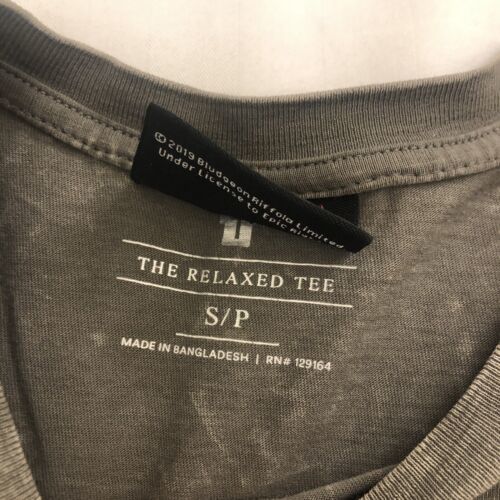 ©2019 Bludgeon Riffola Limited
Under License to Epic
THE RELAXED TEE
S/P
MADE IN BANGLADESH | RN# 129164